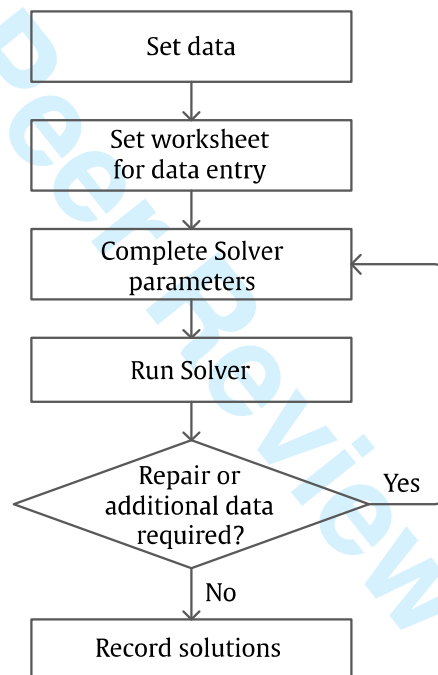 Set data
Set worksheet
for data entry
Complete Solver
parameters
Run Solver
Repair or
additional data
required?
Yes
No
Record solutions
Peer Review